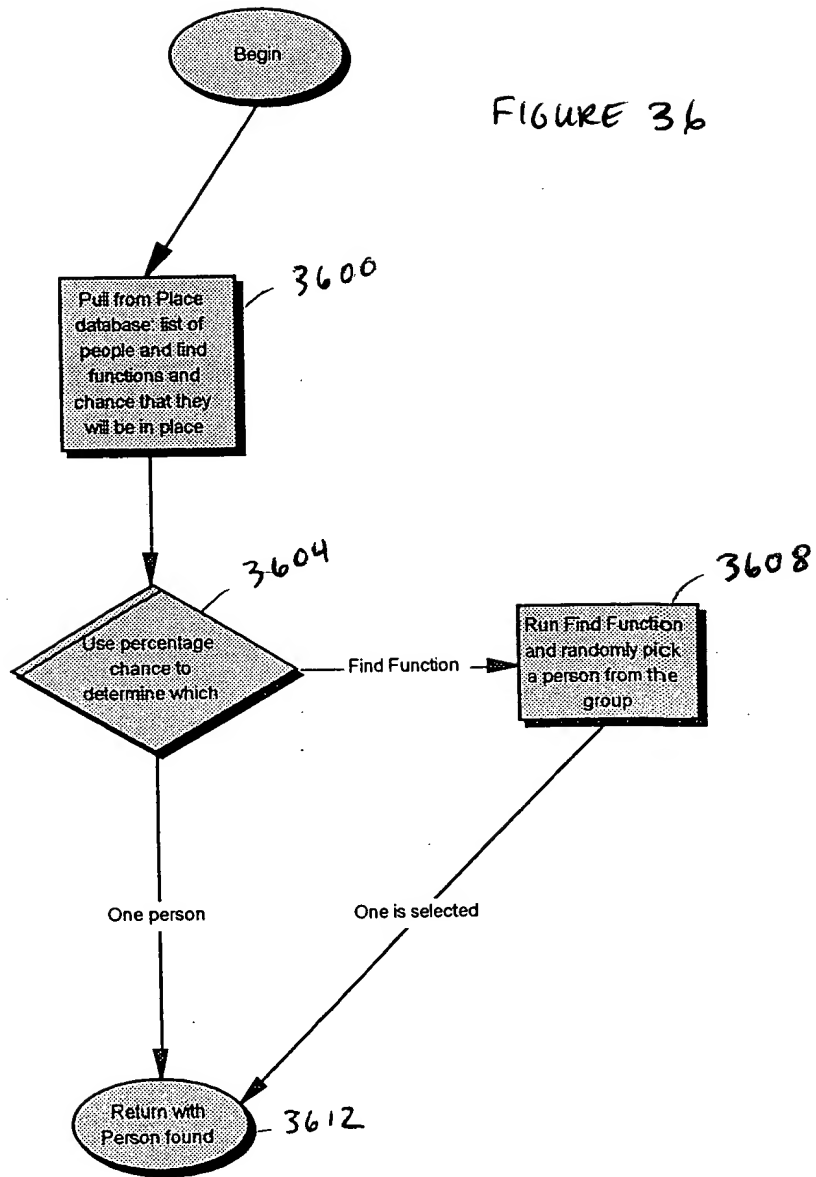 Begin
FIGURE 36
3600
Pull from Place
database: list of
people and find
functions and
chance that they
will be in place
3604
3608
Use percentage
chance to
determine which
Find Function
Run Find Function
and randomly pick
a person from the
group
One person
One is selected
Return with
Person found
3612